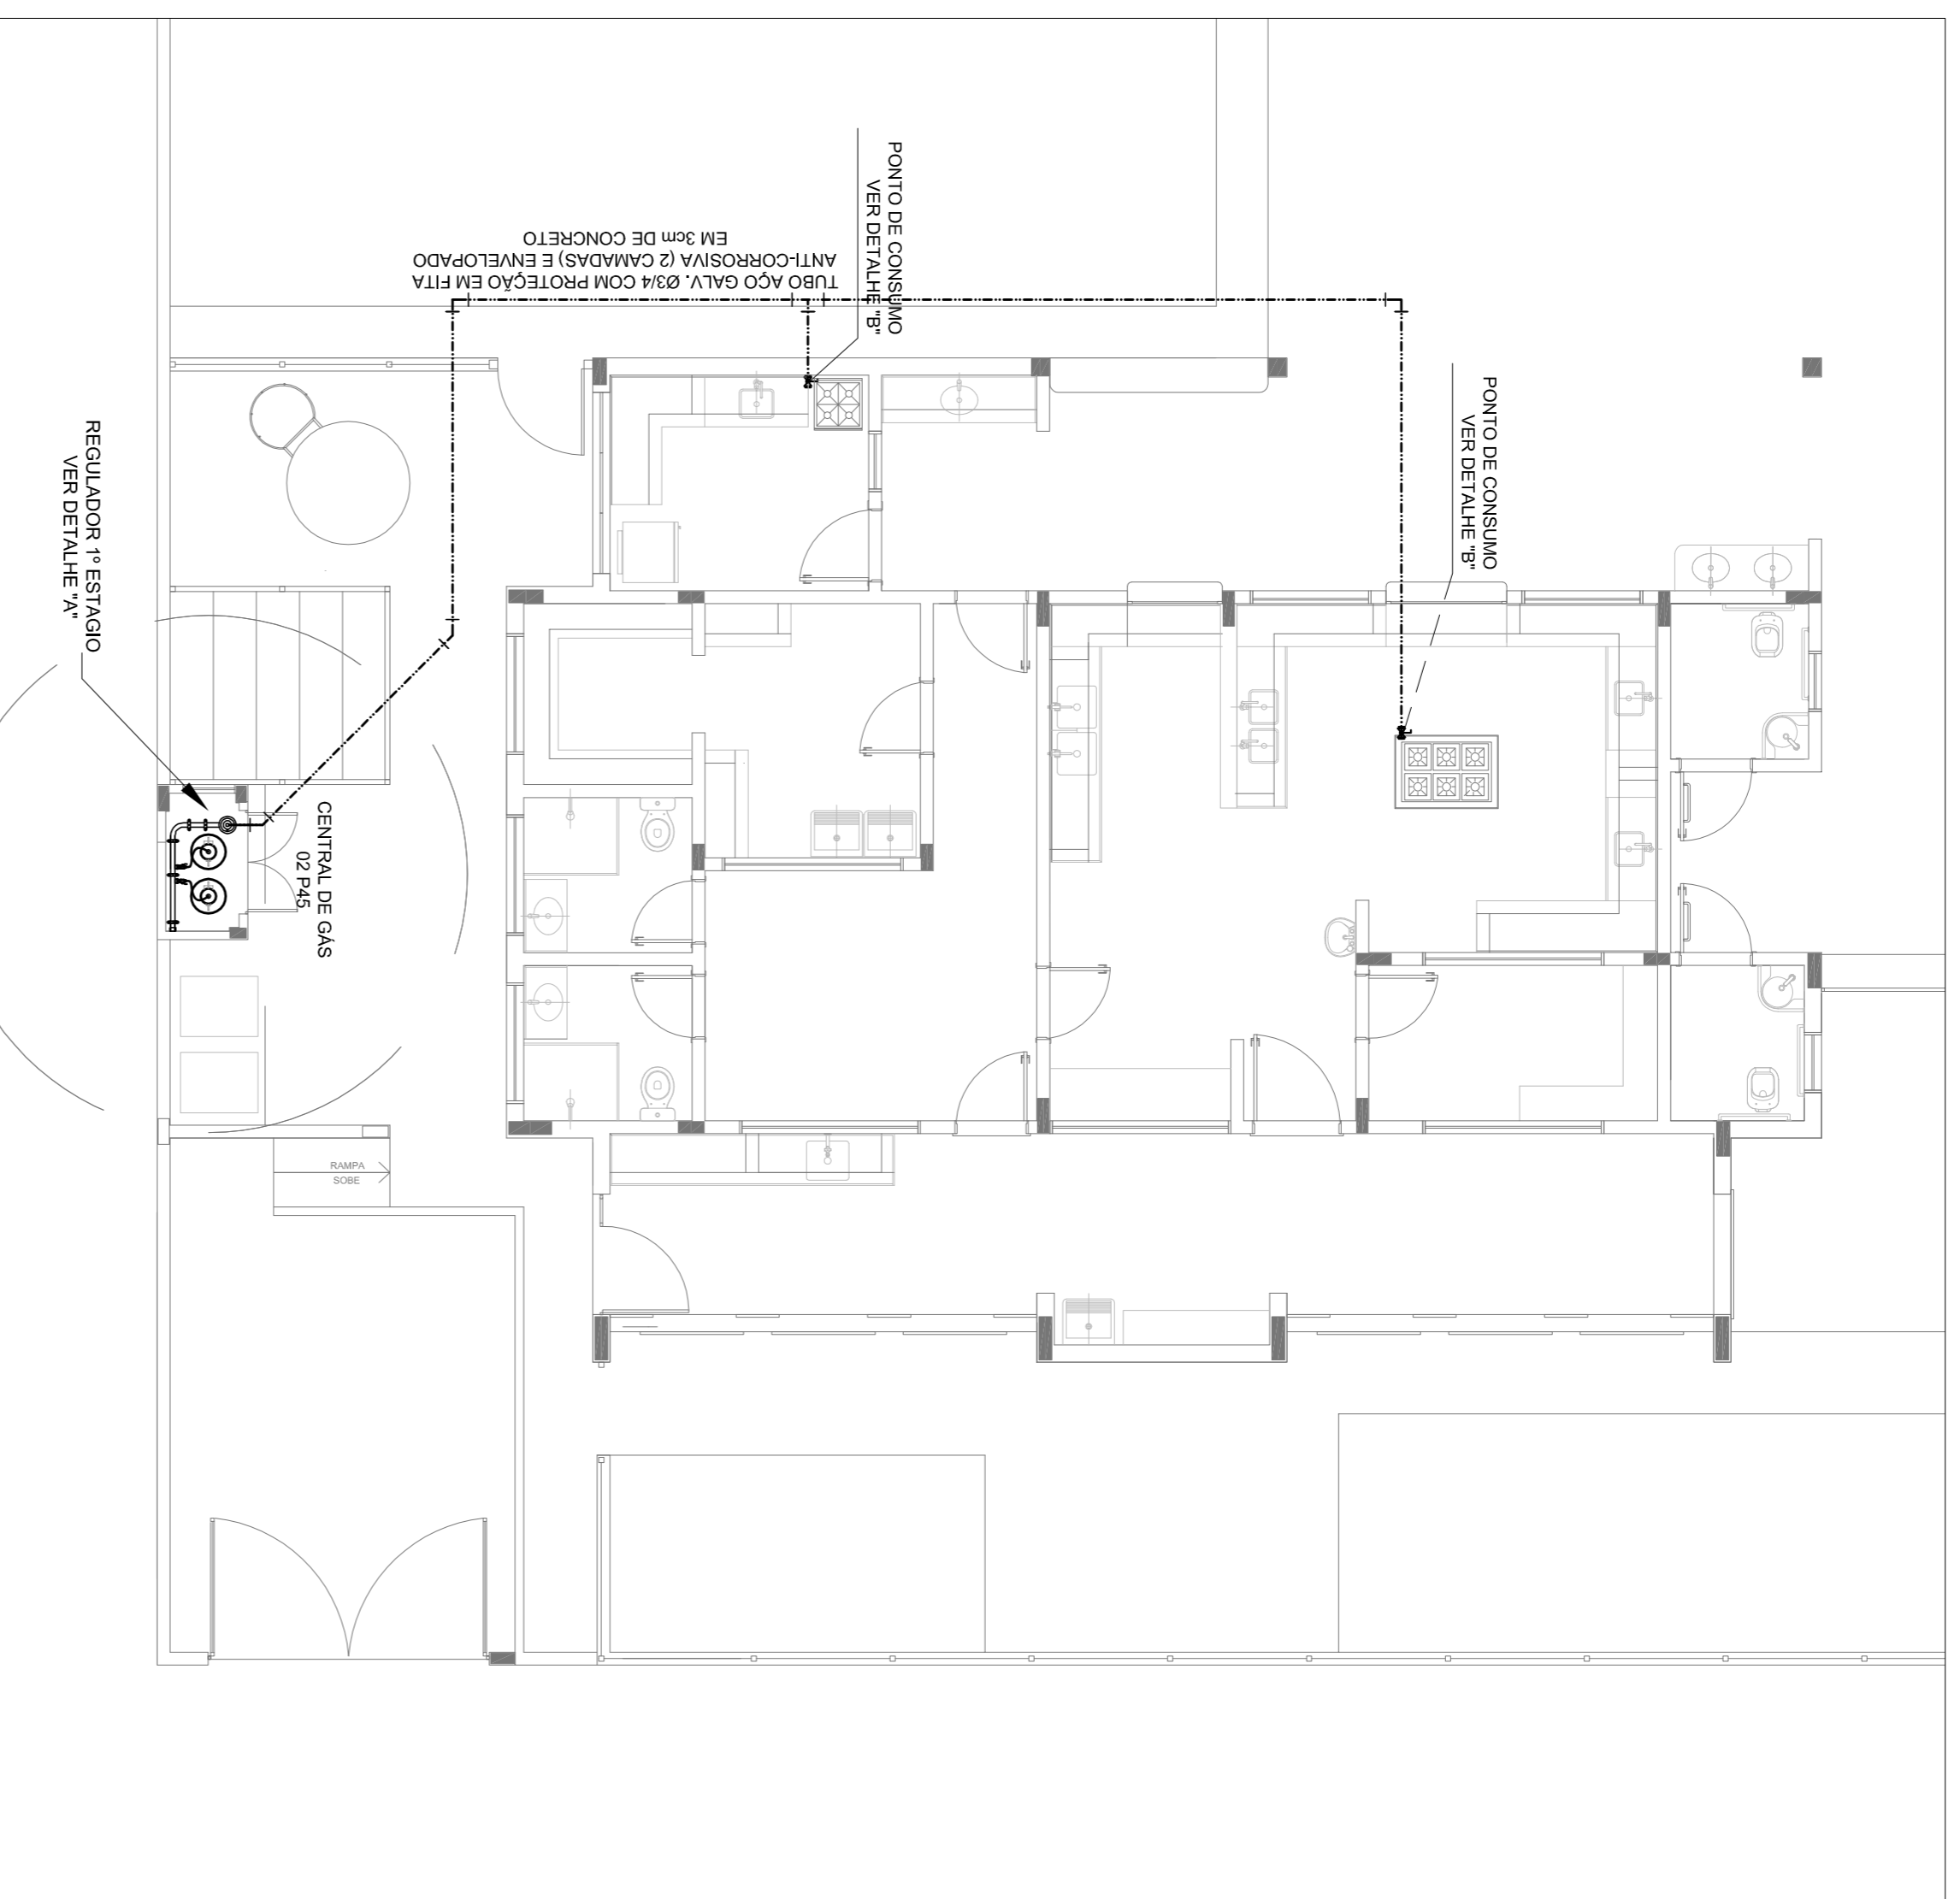 PONTO DE CONSUMO
VER DETALHE "B"
TUBO AÇO GALV. Ø3/4 COM PROTEÇÃO EM FITA
ANTI-CORROSIVA (2 CAMADAS) E ENVELOPADO
EM 3cm DE CONCRETO
PONTO DE CONSUMO
VER DETALHE "B"
REGULADOR 1º ESTAGIO
VER DETALHE "A"
CENTRAL DE GÁS
02 P45
RAMPA
SOBE